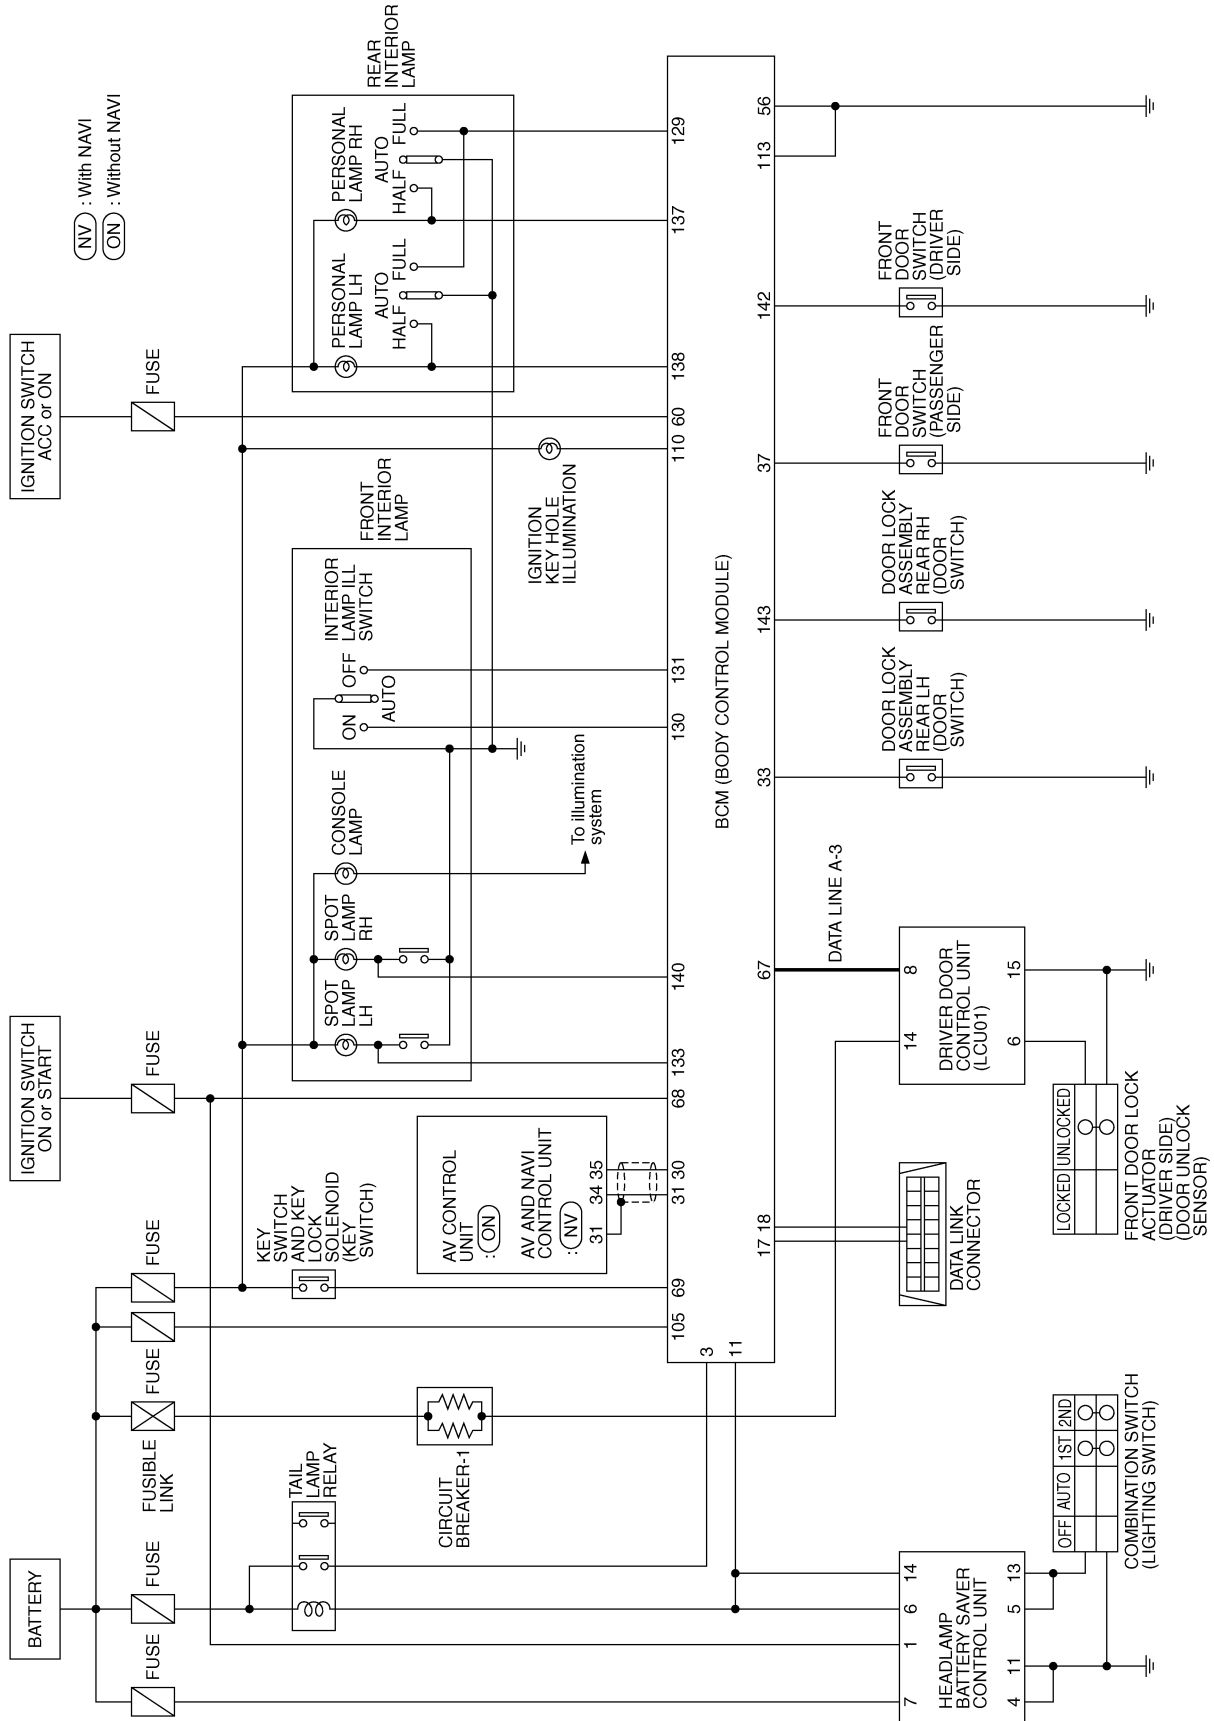 NV : With NAVI
ON : Without NAVI
BATTERY
IGNITION SWITCH
ON or START
IGNITION SWITCH
ACC or ON
FUSE
FUSE
FUSIBLE
LINK
FUSE
FUSE
FUSE
FUSE
TAIL
LAMP
RELAY
CIRCUIT
BREAKER-1
KEY
SWITCH
AND KEY
LOCK
SOLENOID
(KEY
SWITCH)
AV CONTROL
UNIT
: ON
AV AND NAVI
CONTROL UNIT
: NV
31 34 35
FRONT
INTERIOR
LAMP
SPOT
LAMP
LH
SPOT
LAMP
RH
CONSOLE
LAMP
INTERIOR
LAMP ILL
SWITCH
ON
AUTO
OFF
To illumination
system
IGNITION
KEY HOLE
ILLUMINATION
REAR
INTERIOR
LAMP
PERSONAL
LAMP LH
HALF
AUTO
FULL
PERSONAL
LAMP RH
HALF
AUTO
FULL
105 69 31 30 68 133 140 130 131 110 60 138 137 129
3
11
BCM (BODY CONTROL MODULE)
17 18 67 33 143 37 142 113 56
DATA LINE A-3
DATA LINK
CONNECTOR
14 8
DRIVER DOOR
CONTROL UNIT
(LCU01)
6 15
LOCKED UNLOCKED
FRONT DOOR LOCK
ACTUATOR
(DRIVER SIDE)
(DOOR UNLOCK
SENSOR)
DOOR LOCK
ASSEMBLY
REAR LH
(DOOR
SWITCH)
DOOR LOCK
ASSEMBLY
REAR RH
(DOOR
SWITCH)
FRONT
DOOR
SWITCH
(PASSENGER
SIDE)
FRONT
DOOR
SWITCH
(DRIVER
SIDE)
7 1 6 14
HEADLAMP
BATTERY SAVER
CONTROL UNIT
4 11 5 13
OFF AUTO 1ST 2ND
COMBINATION SWITCH
(LIGHTING SWITCH)